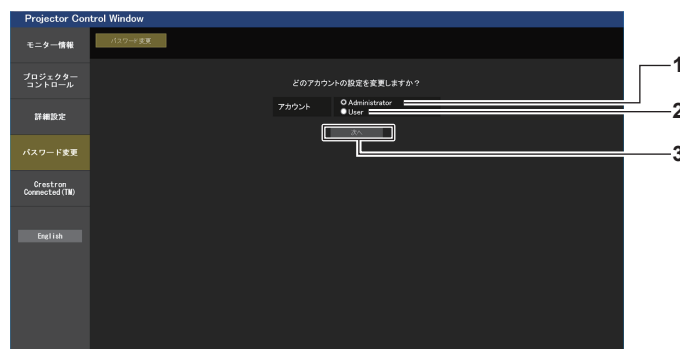 Projector Control Window
モニター情報
パスワード変更
プロジェクター
コントロール
詳細設定
パスワード変更
Crestron
Connected(TM)
English
どのアカウントの設定を変更しますか？
アカウント
Administrator
User
次へ
1
2
3